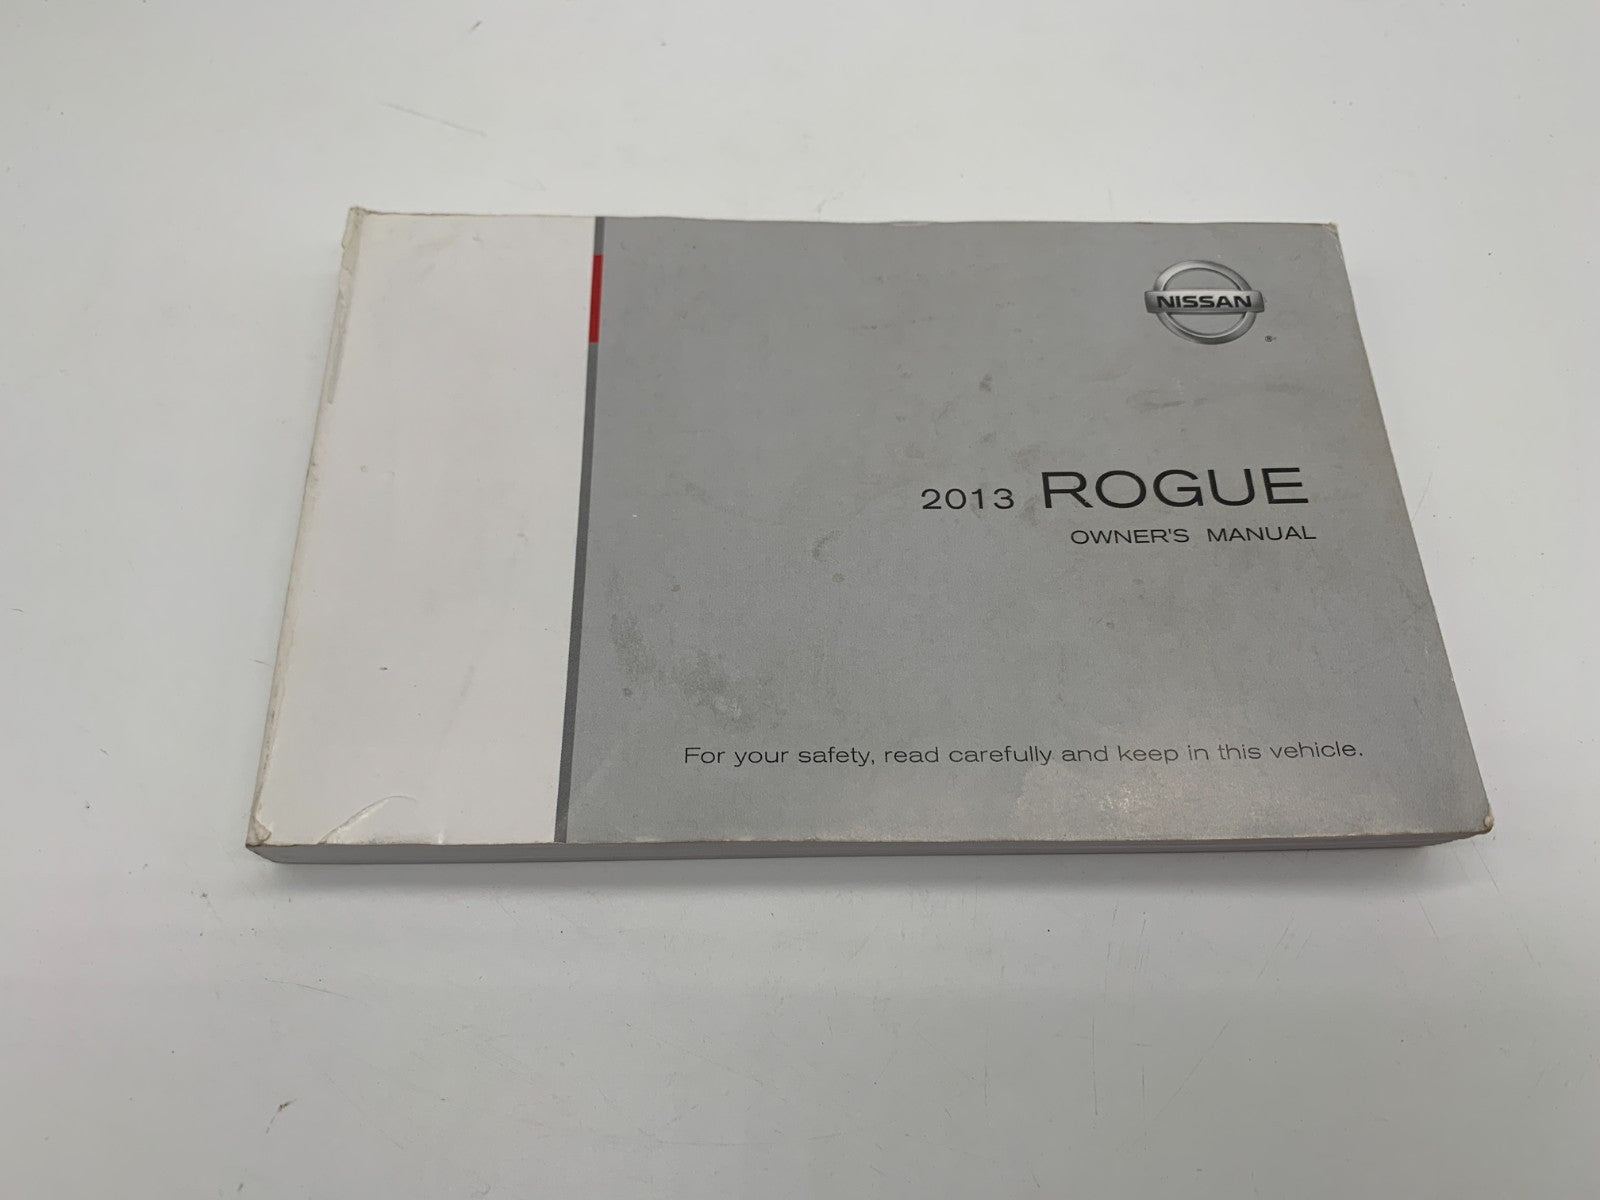 NISSAN
®
2013 ROGUE
OWNER'S MANUAL
For your safety, read carefully and keep in this vehicle.